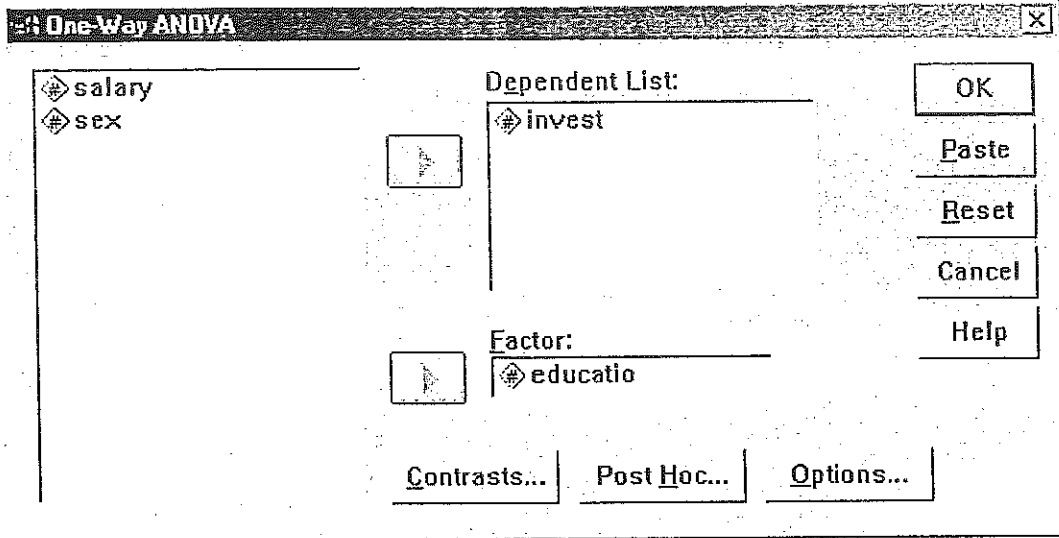 One-Way ANOVA
salary
sex
Dependent List:
invest
Factor:
educatio
OK
Paste
Reset
Cancel
Help
Contrasts...
Post Hoc...
Options...